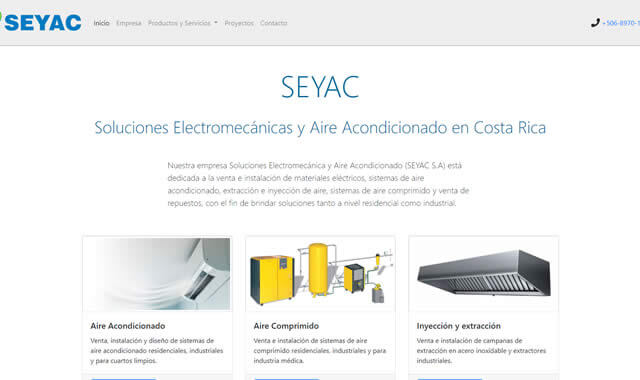 SEYAC
Inicio Empresa Productos y Servicios Proyectos Contacto
+506-8970-1
SEYAC
Soluciones Electromecánicas y Aire Acondicionado en Costa Rica
Nuestra empresa Soluciones Electromecánica y Aire Acondicionado (SEYAC S.A) está
dedicada a la venta e instalación de materiales eléctricos, sistemas de aire
acondicionado, extracción e inyección de aire, sistemas de aire comprimido y venta de
repuestos, con el fin de brindar soluciones tanto a nivel residencial como industrial.
Aire Acondicionado
Venta, instalación y diseño de sistemas de
aire acondicionado residenciales, industriales
y para cuartos limpios.
Aire Comprimido
Venta e instalación de sistemas de aire
comprimido residenciales, industriales y para
industria médica.
Inyección y extracción
Venta e instalación de campanas de
extracción en acero inoxidable y extractores
industriales.